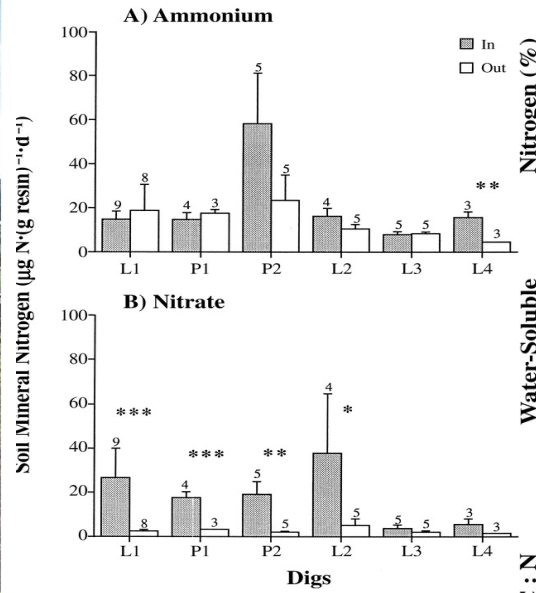 A) Ammonium
In
Out
Nitrogen (%)
Soil Mineral Nitrogen (µg N·(g resin)⁻¹·d⁻¹)
100
80
60
40
20
0
9 8 4 3 5 5 4 5 5 5 3 3
**
L1 P1 P2 L2 L3 L4
B) Nitrate
Water-Soluble
100
80
60
40
20
0
*** *** ** *
9 8 4 3 5 5 4 5 5 5 3 3
L1 P1 P2 L2 L3 L4
Digs
: N